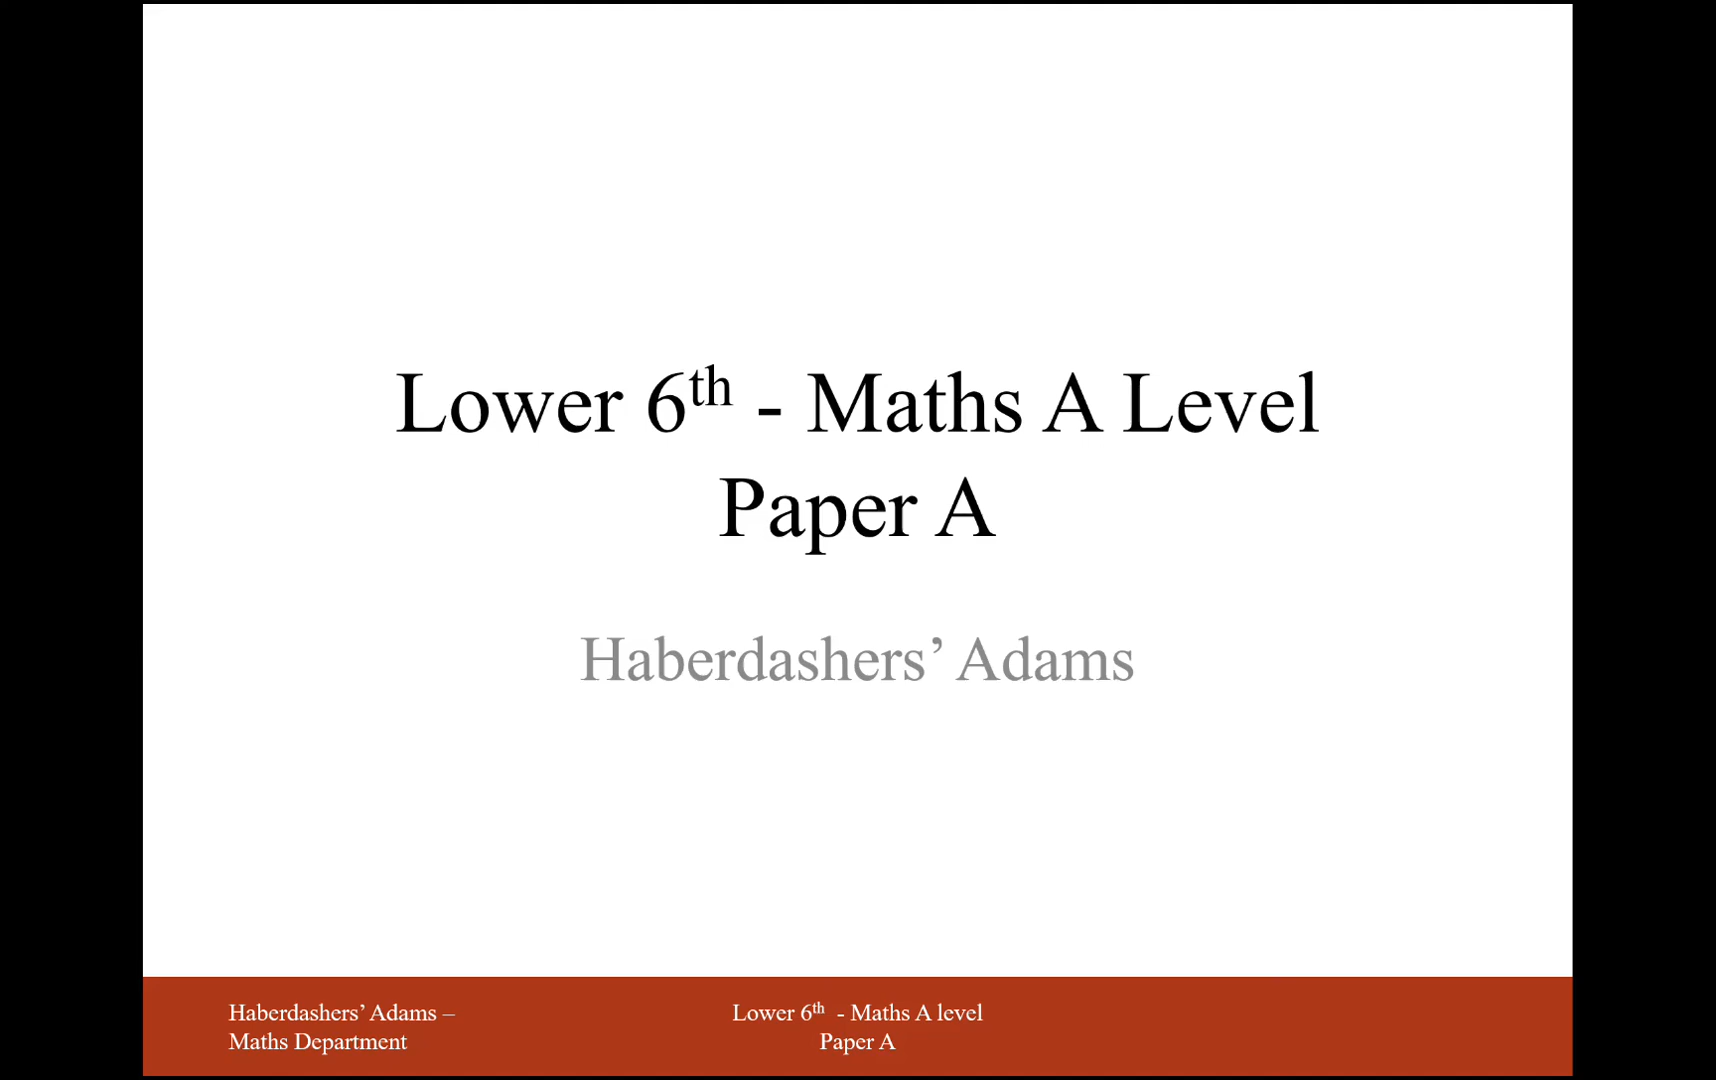 Lower 6th - Maths A Level
Paper A
Haberdashers’ Adams
Haberdashers’ Adams –
Maths Department
Lower 6th - Maths A level
Paper A